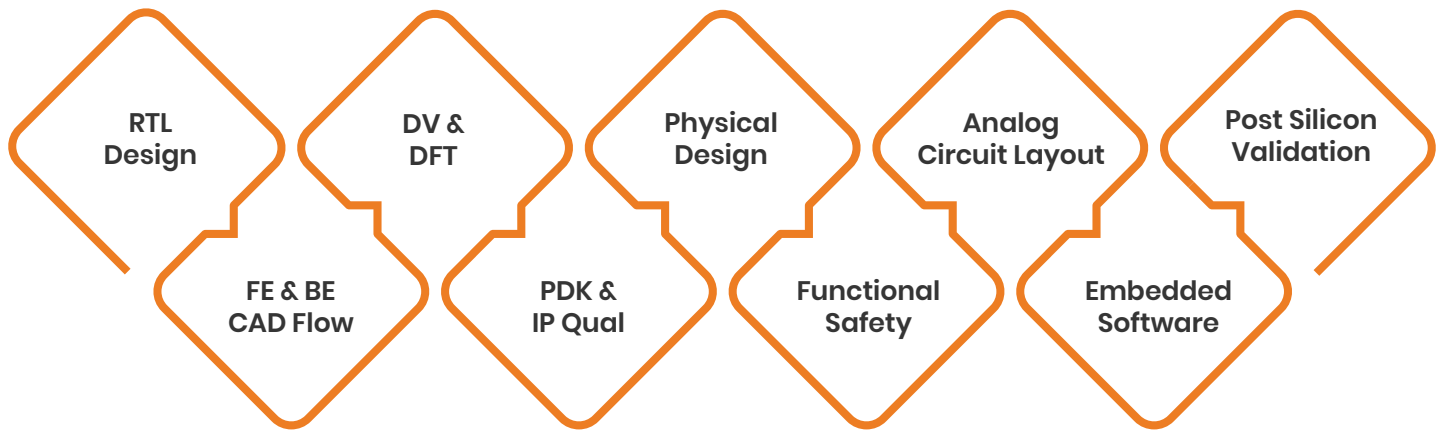 RTL
Design
DV &
DFT
Physical
Design
Analog
Circuit Layout
Post Silicon
Validation
FE & BE
CAD Flow
PDK &
IP Qual
Functional
Safety
Embedded
Software